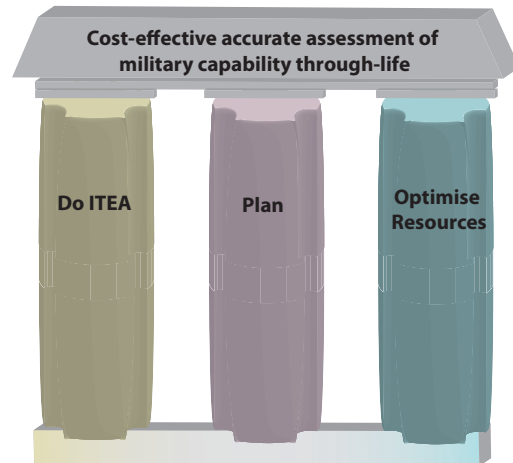 Cost-effective accurate assessment of
military capability through-life
Do ITEA
Plan
Optimise
Resources